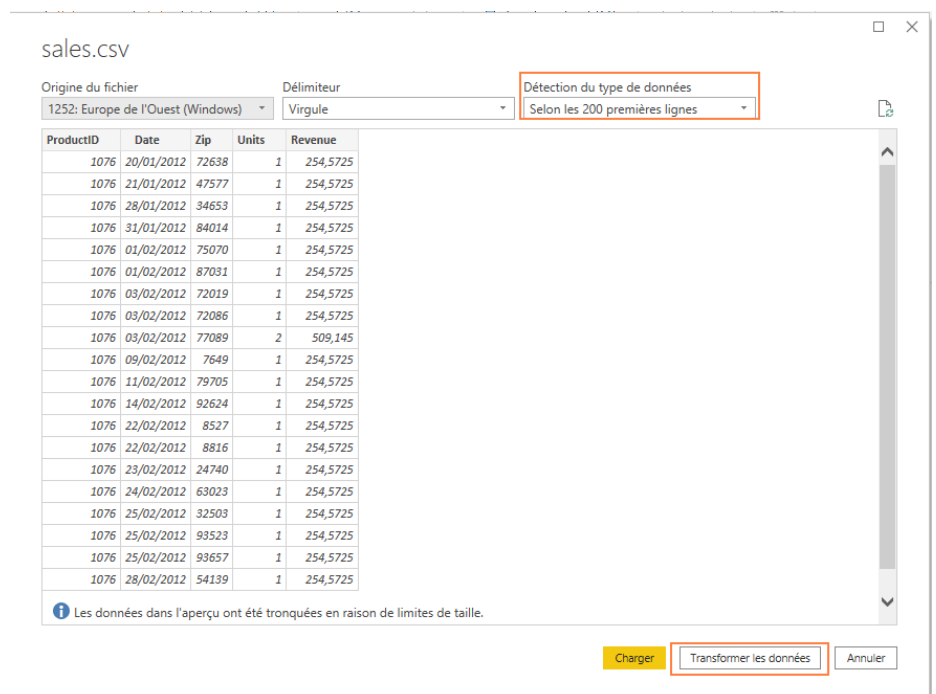 sales.csv
Origine du fichier Délimiteur Détection du type de données
1252: Europe de l'Ouest (Windows) Virgule Selon les 200 premières lignes
ProductID Date Zip Units Revenue
1076 20/01/2012 72638 1 254,5725
1076 21/01/2012 47577 1 254,5725
1076 28/01/2012 34653 1 254,5725
1076 31/01/2012 84014 1 254,5725
1076 01/02/2012 75070 1 254,5725
1076 01/02/2012 87031 1 254,5725
1076 03/02/2012 72019 1 254,5725
1076 03/02/2012 72086 1 254,5725
1076 03/02/2012 77089 2 509,145
1076 09/02/2012 7649 1 254,5725
1076 11/02/2012 79705 1 254,5725
1076 14/02/2012 92624 1 254,5725
1076 22/02/2012 8527 1 254,5725
1076 22/02/2012 8816 1 254,5725
1076 23/02/2012 24740 1 254,5725
1076 24/02/2012 63023 1 254,5725
1076 25/02/2012 32503 1 254,5725
1076 25/02/2012 93523 1 254,5725
1076 25/02/2012 93657 1 254,5725
1076 28/02/2012 54139 1 254,5725
Les données dans l'aperçu ont été tronquées en raison de limites de taille.
Charger Transformer les données Annuler